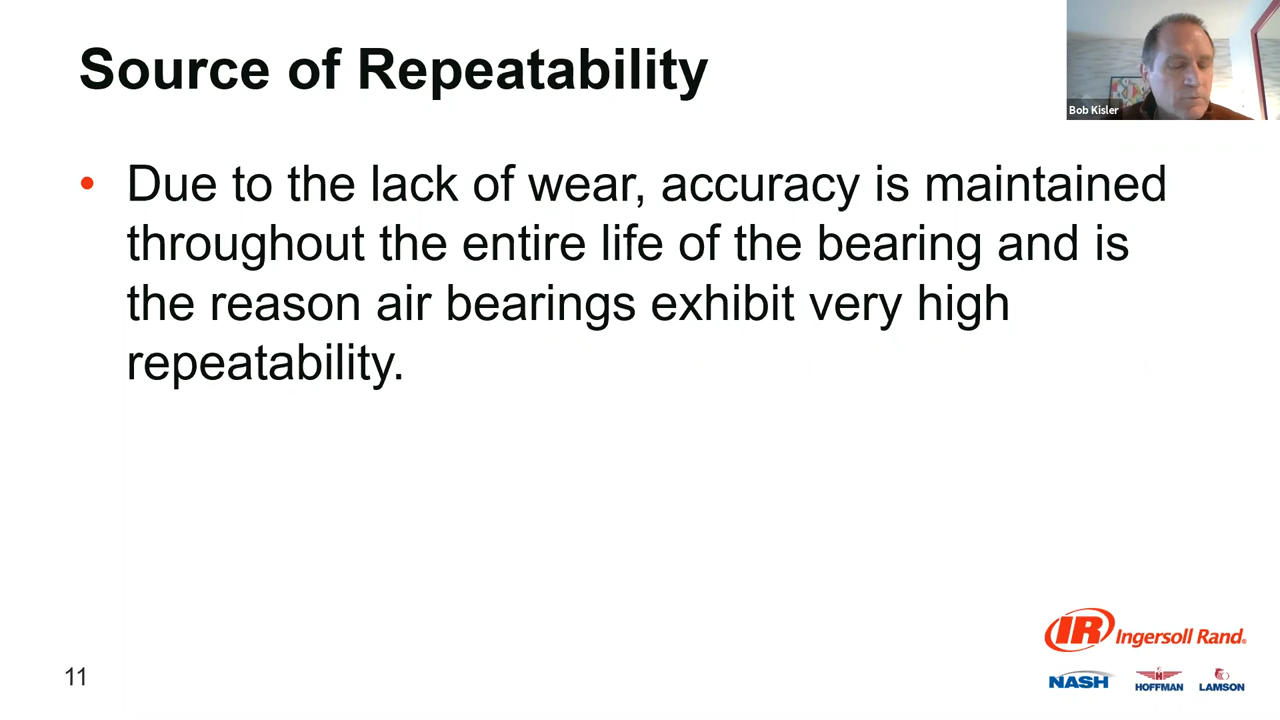 Source of Repeatability
Bob Kisler
• Due to the lack of wear, accuracy is maintained
throughout the entire life of the bearing and is
the reason air bearings exhibit very high
repeatability.
IR Ingersoll Rand®
11
NASH HOFFMAN LAMSON